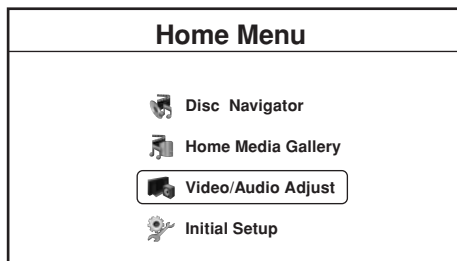 Home Menu
Disc Navigator
Home Media Gallery
Video/Audio Adjust
Initial Setup